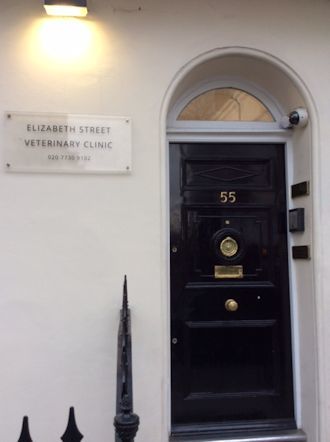 ELIZABETH STREET
VETERINARY CLINIC
020 7730 9102
55